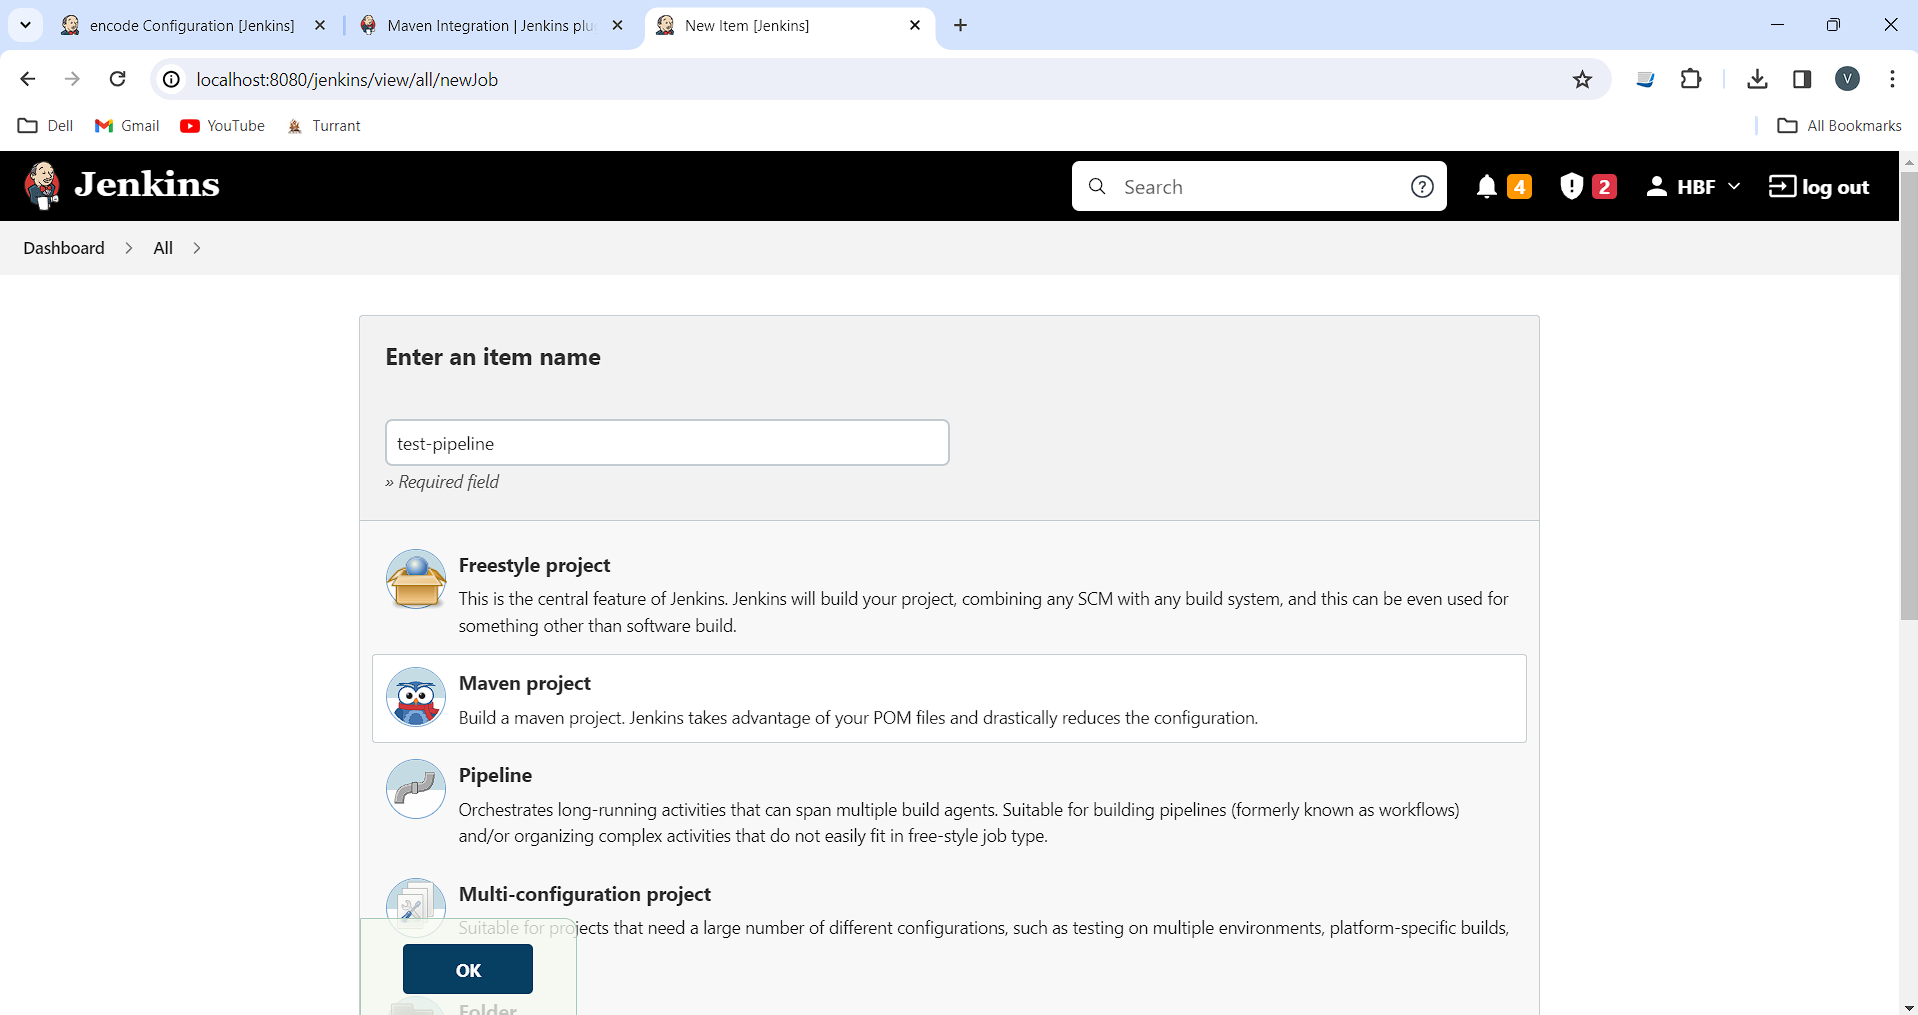 encode Configuration [Jenkins]
Maven Integration | Jenkins plu
New Item [Jenkins]
localhost:8080/jenkins/view/all/newJob
V
Dell
Gmail
YouTube
Turrant
All Bookmarks
Jenkins
Search
4
2
HBF
log out
Dashboard
All
Enter an item name
test-pipeline
» Required field
Freestyle project
This is the central feature of Jenkins. Jenkins will build your project, combining any SCM with any build system, and this can be even used for
something other than software build.
Maven project
Build a maven project. Jenkins takes advantage of your POM files and drastically reduces the configuration.
Pipeline
Orchestrates long-running activities that can span multiple build agents. Suitable for building pipelines (formerly known as workflows)
and/or organizing complex activities that do not easily fit in free-style job type.
Multi-configuration project
Suitable for projects that need a large number of different configurations, such as testing on multiple environments, platform-specific builds,
OK
Folder